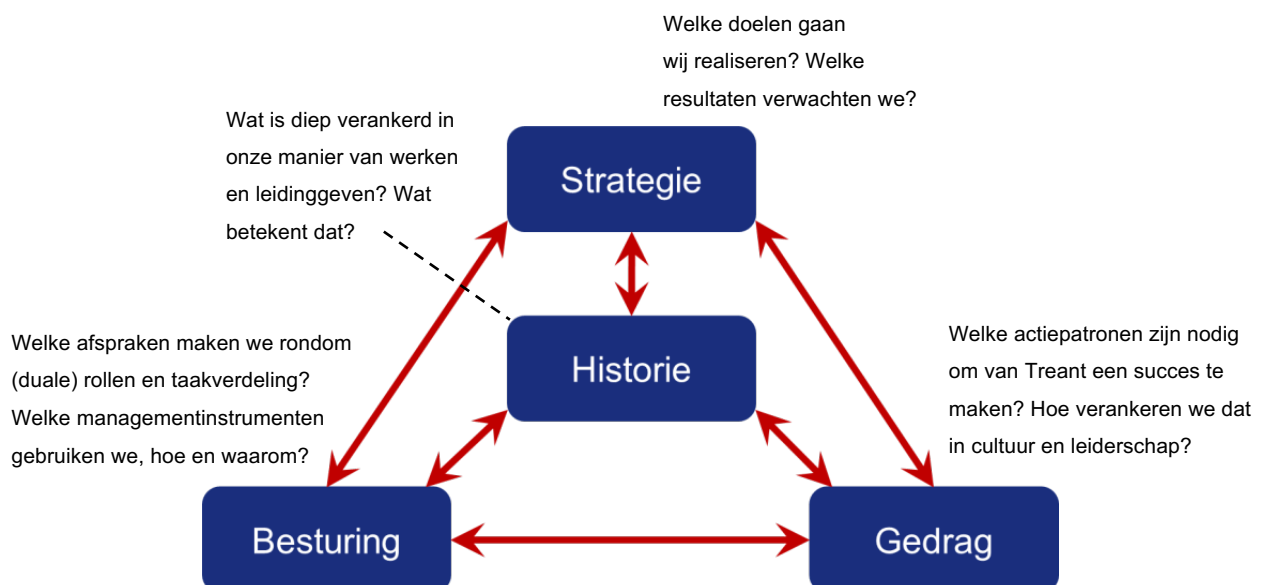 Welke doelen gaan
wij realiseren? Welke
resultaten verwachten we?
Wat is diep verankerd in
onze manier van werken
en leidinggeven? Wat
betekent dat?
Strategie
Historie
Welke afspraken maken we rondom
(duale) rollen en taakverdeling?
Welke managementinstrumenten
gebruiken we, hoe en waarom?
Welke actiepatronen zijn nodig
om van Treant een succes te
maken? Hoe verankeren we dat
in cultuur en leiderschap?
Besturing
Gedrag